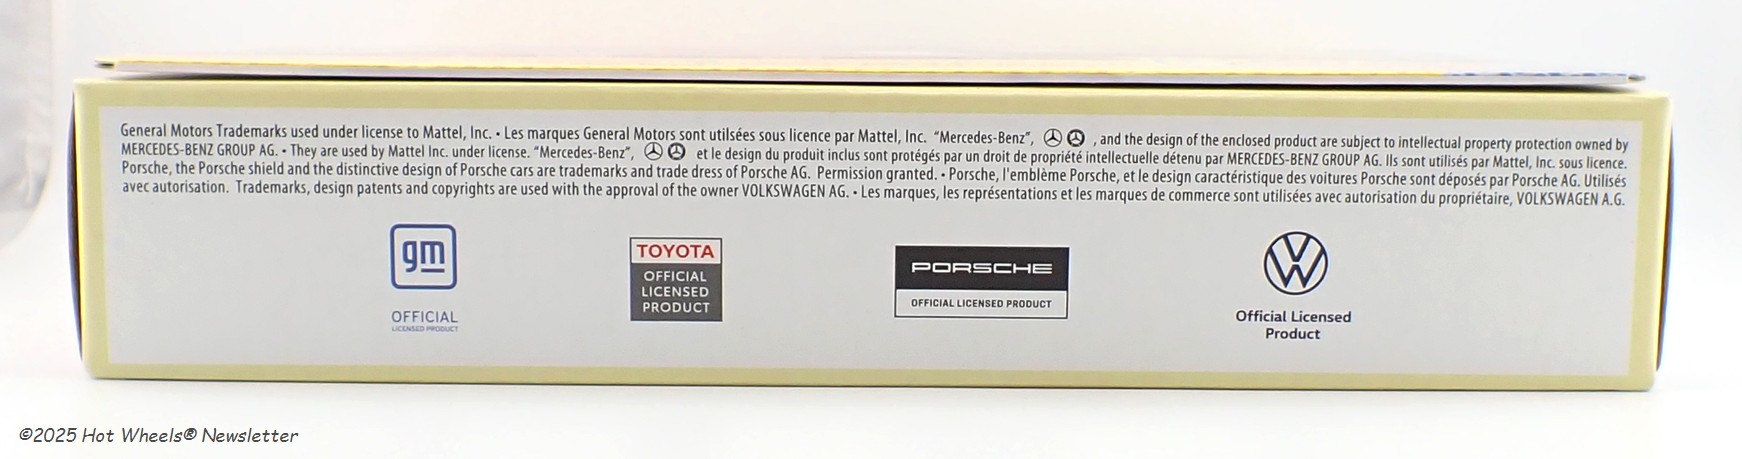 General Motors Trademarks used under license to Mattel, Inc. • Les marques General Motors sont utilsées sous licence par Mattel, Inc. “Mercedes-Benz”, , and the design of the enclosed product are subject to intellectual property protection owned by
MERCEDES-BENZ GROUP AG. • They are used by Mattel Inc. under license. “Mercedes-Benz”, et le design du produit inclus sont protégés par un droit de propriété intellectuelle détenu par MERCEDES-BENZ GROUP AG. Ils sont utilisés par Mattel, Inc. sous licence.
Porsche, the Porsche shield and the distinctive design of Porsche cars are trademarks and trade dress of Porsche AG. Permission granted. • Porsche, l'emblème Porsche, et le design caractéristique des voitures Porsche sont déposés par Porsche AG. Utilisés
avec autorisation. Trademarks, design patents and copyrights are used with the approval of the owner VOLKSWAGEN AG. • Les marques, les représentations et les marques de commerce sont utilisées avec autorisation du propriétaire, VOLKSWAGEN A.G.
gm
OFFICIAL
LICENSED PRODUCT
TOYOTA
OFFICIAL
LICENSED
PRODUCT
PORSCHE
OFFICIAL LICENSED PRODUCT
VW
Official Licensed
Product
©2025 Hot Wheels® Newsletter